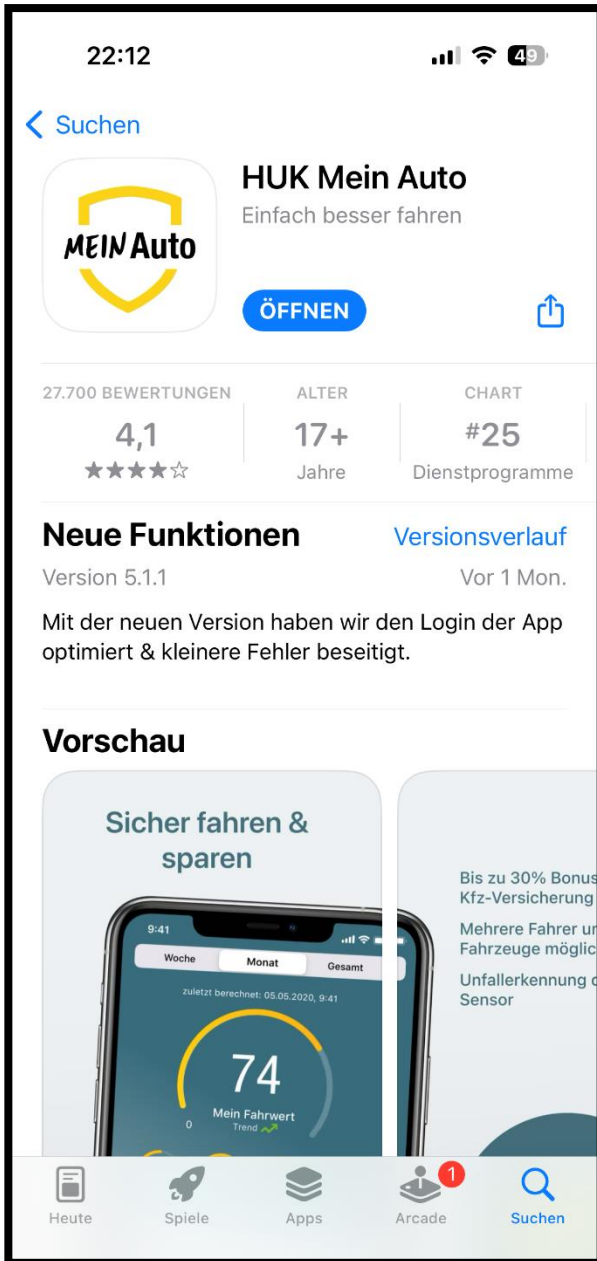 22:12
49
Suchen
MEIN Auto
HUK Mein Auto
Einfach besser fahren
ÖFFNEN
27.700 BEWERTUNGEN
4,1
ALTER
17+
Jahre
CHART
#25
Dienstprogramme
Neue Funktionen
Versionsverlauf
Version 5.1.1
Vor 1 Mon.
Mit der neuen Version haben wir den Login der App
optimiert & kleinere Fehler beseitigt.
Vorschau
Sicher fahren &
sparen
9:41
Woche Monat Gesamt
zuletzt berechnet: 05.05.2020, 9:41
74
Mein Fahrwert
0
Trend
Bis zu 30% Bonus
Kfz-Versicherung
Mehrere Fahrer
Fahrzeuge
Unfallerkennung
Sensor
Heute
Spiele
Apps
Arcade
1
Suchen